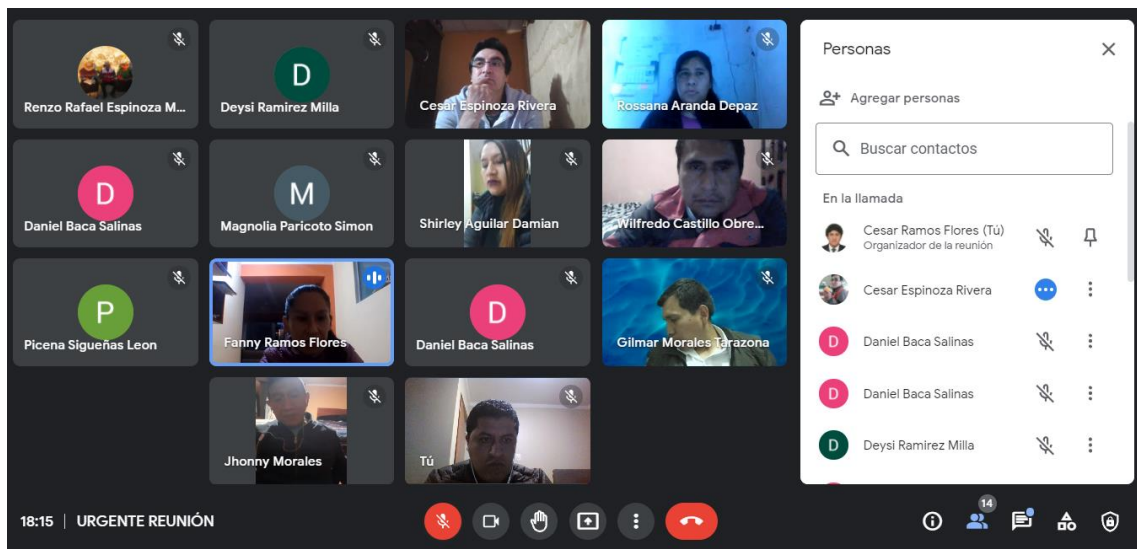 Renzo Rafael Espinoza M...
D
Deysi Ramirez Milla
Cesar Espinoza Rivera
Rossana Aranda Depaz
D
Daniel Baca Salinas
M
Magnolia Paricoto Simon
Shirley Aguilar Damian
Wilfredo Castillo Obre...
P
Picena Sigueñas Leon
Fanny Ramos Flores
D
Daniel Baca Salinas
Gilmar Morales Tarazona
Jhonny Morales
Tú
Personas
Agregar personas
Buscar contactos
En la llamada
Cesar Ramos Flores (Tú)
Organizador de la reunión
Cesar Espinoza Rivera
D Daniel Baca Salinas
D Daniel Baca Salinas
D Deysi Ramirez Milla
18:15 | URGENTE REUNIÓN
14